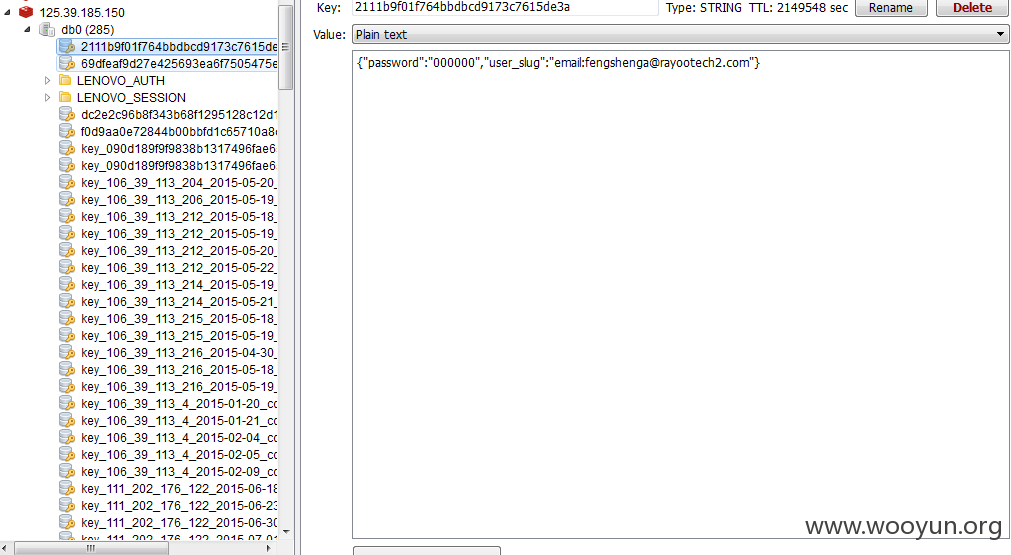 125.39.185.150
db0 (285)
2111b9f01f764bbdbcd9173c7615de
69dfeaf9d27e425693ea6f7505475e
LENOVO_AUTH
LENOVO_SESSION
dc2e2c96b8f343b68f1295128c12d1
f0d9aa0e72844b00bbfd1c65710a8
key_090d189f9f9838b1317496fae6
key_090d189f9f9838b1317496fae6
key_106_39_113_204_2015-05-20_
key_106_39_113_206_2015-05-19_
key_106_39_113_212_2015-05-18_
key_106_39_113_212_2015-05-19_
key_106_39_113_212_2015-05-20_
key_106_39_113_212_2015-05-22_
key_106_39_113_214_2015-05-19_
key_106_39_113_214_2015-05-21_
key_106_39_113_215_2015-05-18_
key_106_39_113_215_2015-05-19_
key_106_39_113_216_2015-04-30_
key_106_39_113_216_2015-05-18_
key_106_39_113_216_2015-05-19_
key_106_39_113_4_2015-01-20_cc
key_106_39_113_4_2015-01-21_cc
key_106_39_113_4_2015-02-04_cc
key_106_39_113_4_2015-02-05_cc
key_106_39_113_4_2015-02-09_cc
key_111_202_176_122_2015-06-18
key_111_202_176_122_2015-06-23
key_111_202_176_122_2015-06-30
key_111_202_176_122_2015-07-01
Key: 2111b9f01f764bbdbcd9173c7615de3a Type: STRING TTL: 2149548 sec Rename Delete
Value: Plain text
{"password":"000000","user_slug":"email:fengshenga@rayootech2.com"}
www.wooyun.org